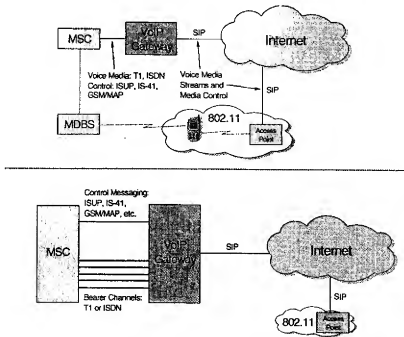 MSC
VoIP
Gateway
SIP
Internet
Voice Media: T1, ISDN
Control: ISUP, IS-41,
GSM/MAP
Voice Media
Streams and
Media Control
SIP
MDBS
802.11
Access
Point
Control Messaging:
ISUP, IS-41,
GSM/MAP, etc.
MSC
VoIP
Gateway
SIP
Internet
SIP
Bearer Channels:
T1 or ISDN
802.11
Access
Point